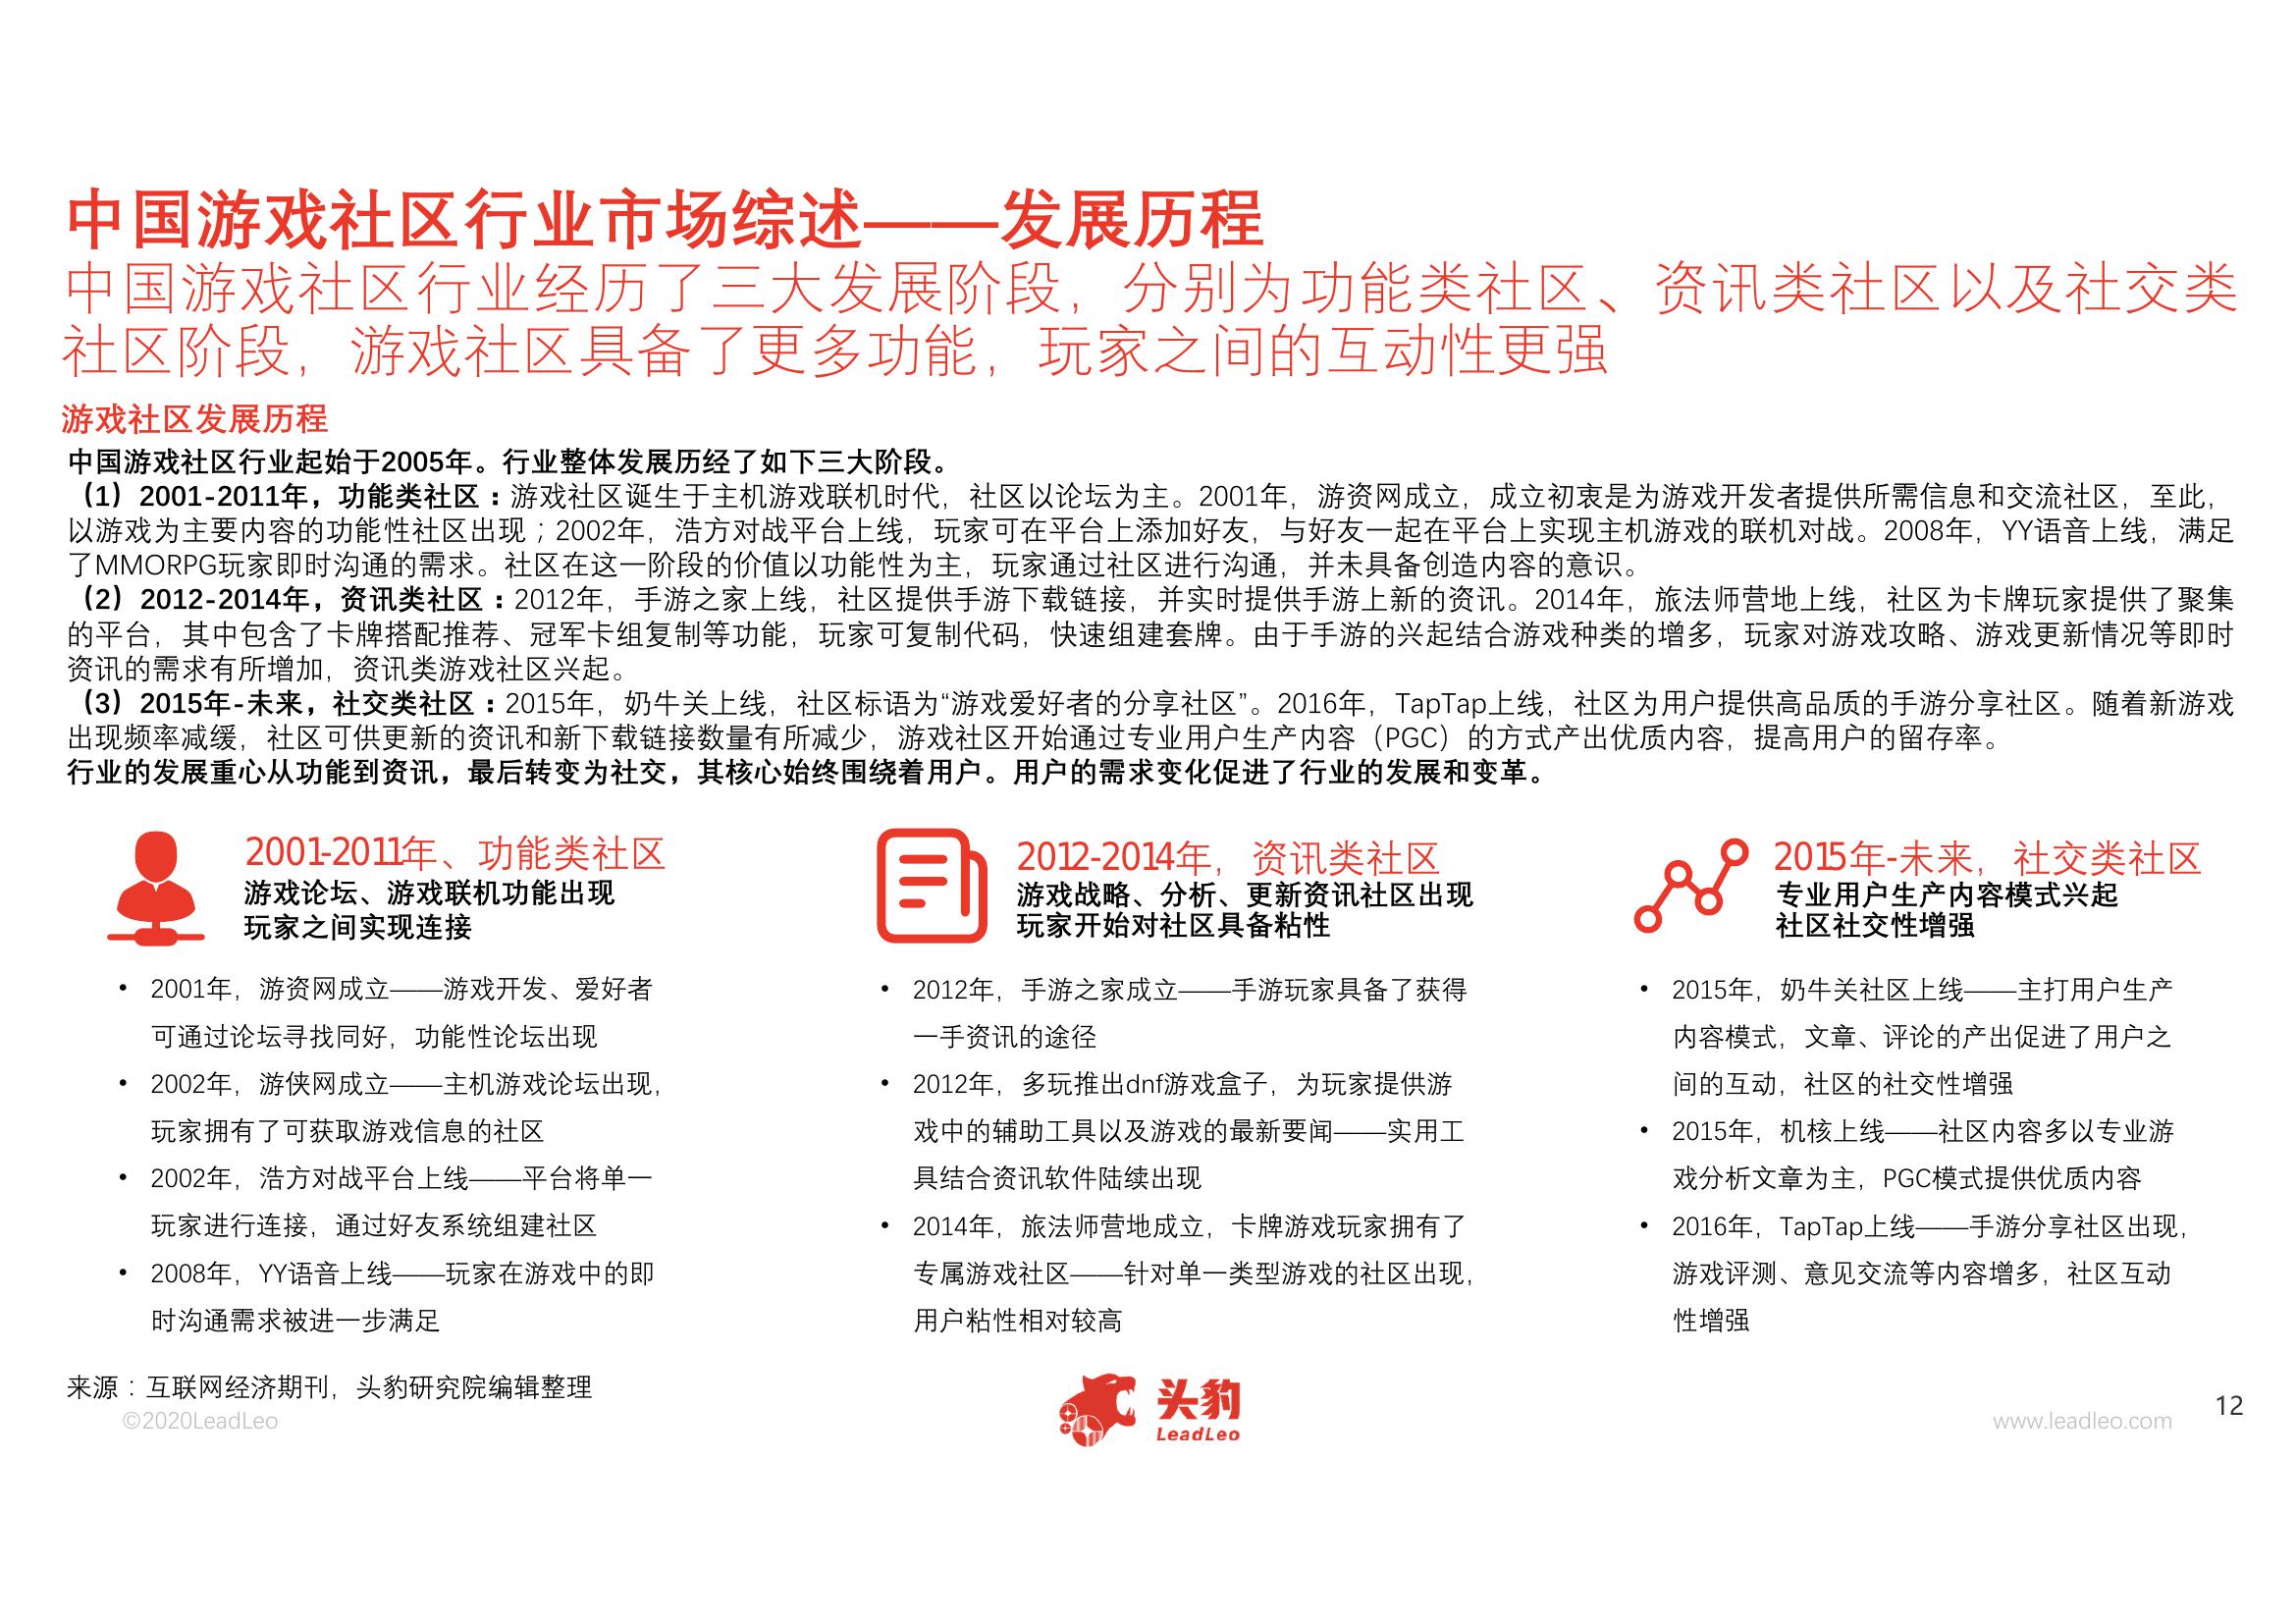 中国游戏社区行业市场综述——发展历程
中国游戏社区行业经历了三大发展阶段，分别为功能类社区、资讯类社区以及社交类
社区阶段，游戏社区具备了更多功能，玩家之间的互动性更强
游戏社区发展历程
中国游戏社区行业起始于2005年。行业整体发展历经了如下三大阶段。
（1）2001-2011年，功能类社区：游戏社区诞生于主机游戏联机时代，社区以论坛为主。2001年，游资网成立，成立初衷是为游戏开发者提供所需信息和交流社区，至此，
以游戏为主要内容的功能性社区出现；2002年，浩方对战平台上线，玩家可在平台上添加好友，与好友一起在平台上实现主机游戏的联机对战。2008年，YY语音上线，满足
了MMORPG玩家即时沟通的需求。社区在这一阶段的价值以功能性为主，玩家通过社区进行沟通，并未具备创造内容的意识。
（2）2012-2014年，资讯类社区：2012年，手游之家上线，社区提供手游下载链接，并实时提供手游上新的资讯。2014年，旅法师营地上线，社区为卡牌玩家提供了聚集
的平台，其中包含了卡牌搭配推荐、冠军卡组复制等功能，玩家可复制代码，快速组建套牌。由于手游的兴起结合游戏种类的增多，玩家对游戏攻略、游戏更新情况等即时
资讯的需求有所增加，资讯类游戏社区兴起。
（3）2015年-未来，社交类社区：2015年，奶牛关上线，社区标语为“游戏爱好者的分享社区”。2016年，TapTap上线，社区为用户提供高品质的手游分享社区。随着新游戏
出现频率减缓，社区可供更新的资讯和新下载链接数量有所减少，游戏社区开始通过专业用户生产内容（PGC）的方式产出优质内容，提高用户的留存率。
行业的发展重心从功能到资讯，最后转变为社交，其核心始终围绕着用户。用户的需求变化促进了行业的发展和变革。
2001-2011年、功能类社区
游戏论坛、游戏联机功能出现
玩家之间实现连接
• 2001年，游资网成立——游戏开发、爱好者
可通过论坛寻找同好，功能性论坛出现
• 2002年，游侠网成立——主机游戏论坛出现，
玩家拥有了可获取游戏信息的社区
• 2002年，浩方对战平台上线——平台将单一
玩家进行连接，通过好友系统组建社区
• 2008年，YY语音上线——玩家在游戏中的即
时沟通需求被进一步满足
2012-2014年，资讯类社区
游戏战略、分析、更新资讯社区出现
玩家开始对社区具备粘性
• 2012年，手游之家成立——手游玩家具备了获得
一手资讯的途径
• 2012年，多玩推出dnf游戏盒子，为玩家提供游
戏中的辅助工具以及游戏的最新要闻——实用工
具结合资讯软件陆续出现
• 2014年，旅法师营地成立，卡牌游戏玩家拥有了
专属游戏社区——针对单一类型游戏的社区出现，
用户粘性相对较高
2015年-未来，社交类社区
专业用户生产内容模式兴起
社区社交性增强
• 2015年，奶牛关社区上线——主打用户生产
内容模式，文章、评论的产出促进了用户之
间的互动，社区的社交性增强
• 2015年，机核上线——社区内容多以专业游
戏分析文章为主，PGC模式提供优质内容
• 2016年，TapTap上线——手游分享社区出现，
游戏评测、意见交流等内容增多，社区互动
性增强
来源：互联网经济期刊，头豹研究院编辑整理
©2020LeadLeo
头豹
LeadLeo
www.leadleo.com
12